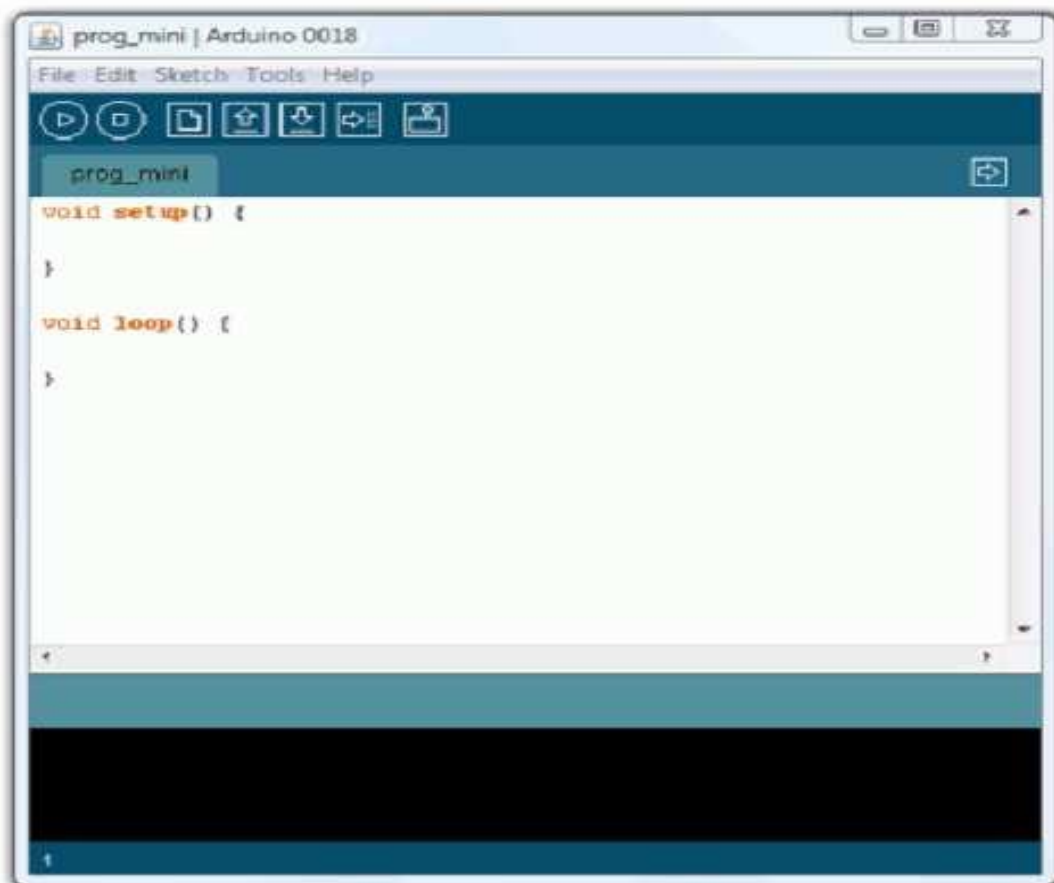 prog_mini | Arduino 0018
File Edit Sketch Tools Help
prog_mini
void setup() {
}
void loop() {
}
1